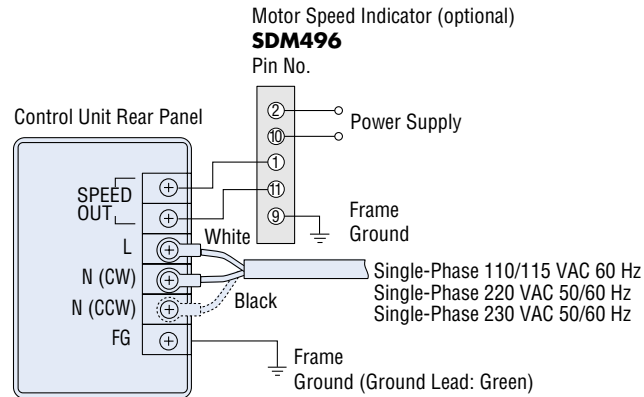 Motor Speed Indicator (optional)
SDM496
Pin No.
Control Unit Rear Panel
2
10
1
11
9
Power Supply
SPEED
OUT
L
N (CW)
N (CCW)
FG
White
Black
Frame
Ground
Single-Phase 110/115 VAC 60 Hz
Single-Phase 220 VAC 50/60 Hz
Single-Phase 230 VAC 50/60 Hz
Frame
Ground (Ground Lead: Green)